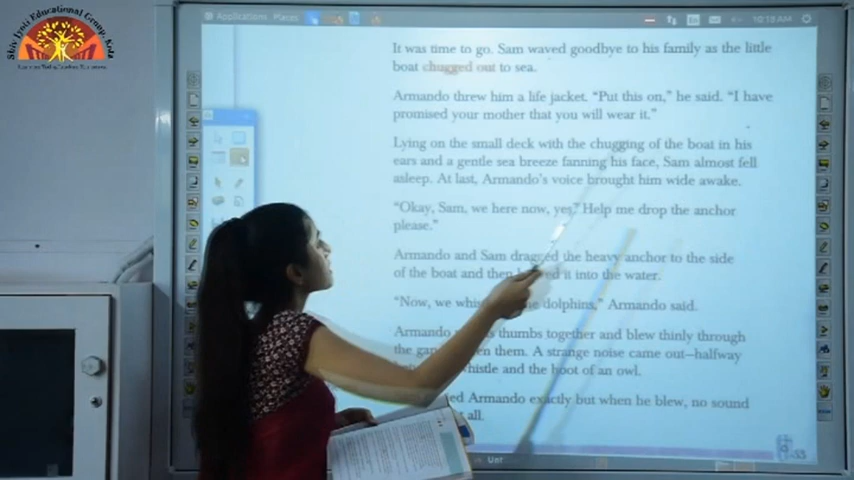 Shiv Jyoti Educational Group, Kota
Applications Places
En
10:18 AM
It was time to go. Sam waved goodbye to his family as the little
boat chugged out to sea.
Armando threw him a life jacket. “Put this on,” he said. “I have
promised your mother that you will wear it.”
Lying on the small deck with the chugging of the boat in his
ears and a gentle sea breeze fanning his face, Sam almost fell
asleep. At last, Armando’s voice brought him wide awake.
“Okay, Sam, we here now, yes.” Help me drop the anchor
please.”
Armando and Sam dragged the heavy anchor to the side
of the boat and then it into the water.
“Now, we dolphins,” Armando said.
Armando thumbs together and blew thinly through
the them. A strange noise came out—halfway
whistle and the hoot of an owl.
Armando exactly but when he blew, no sound
all.
53